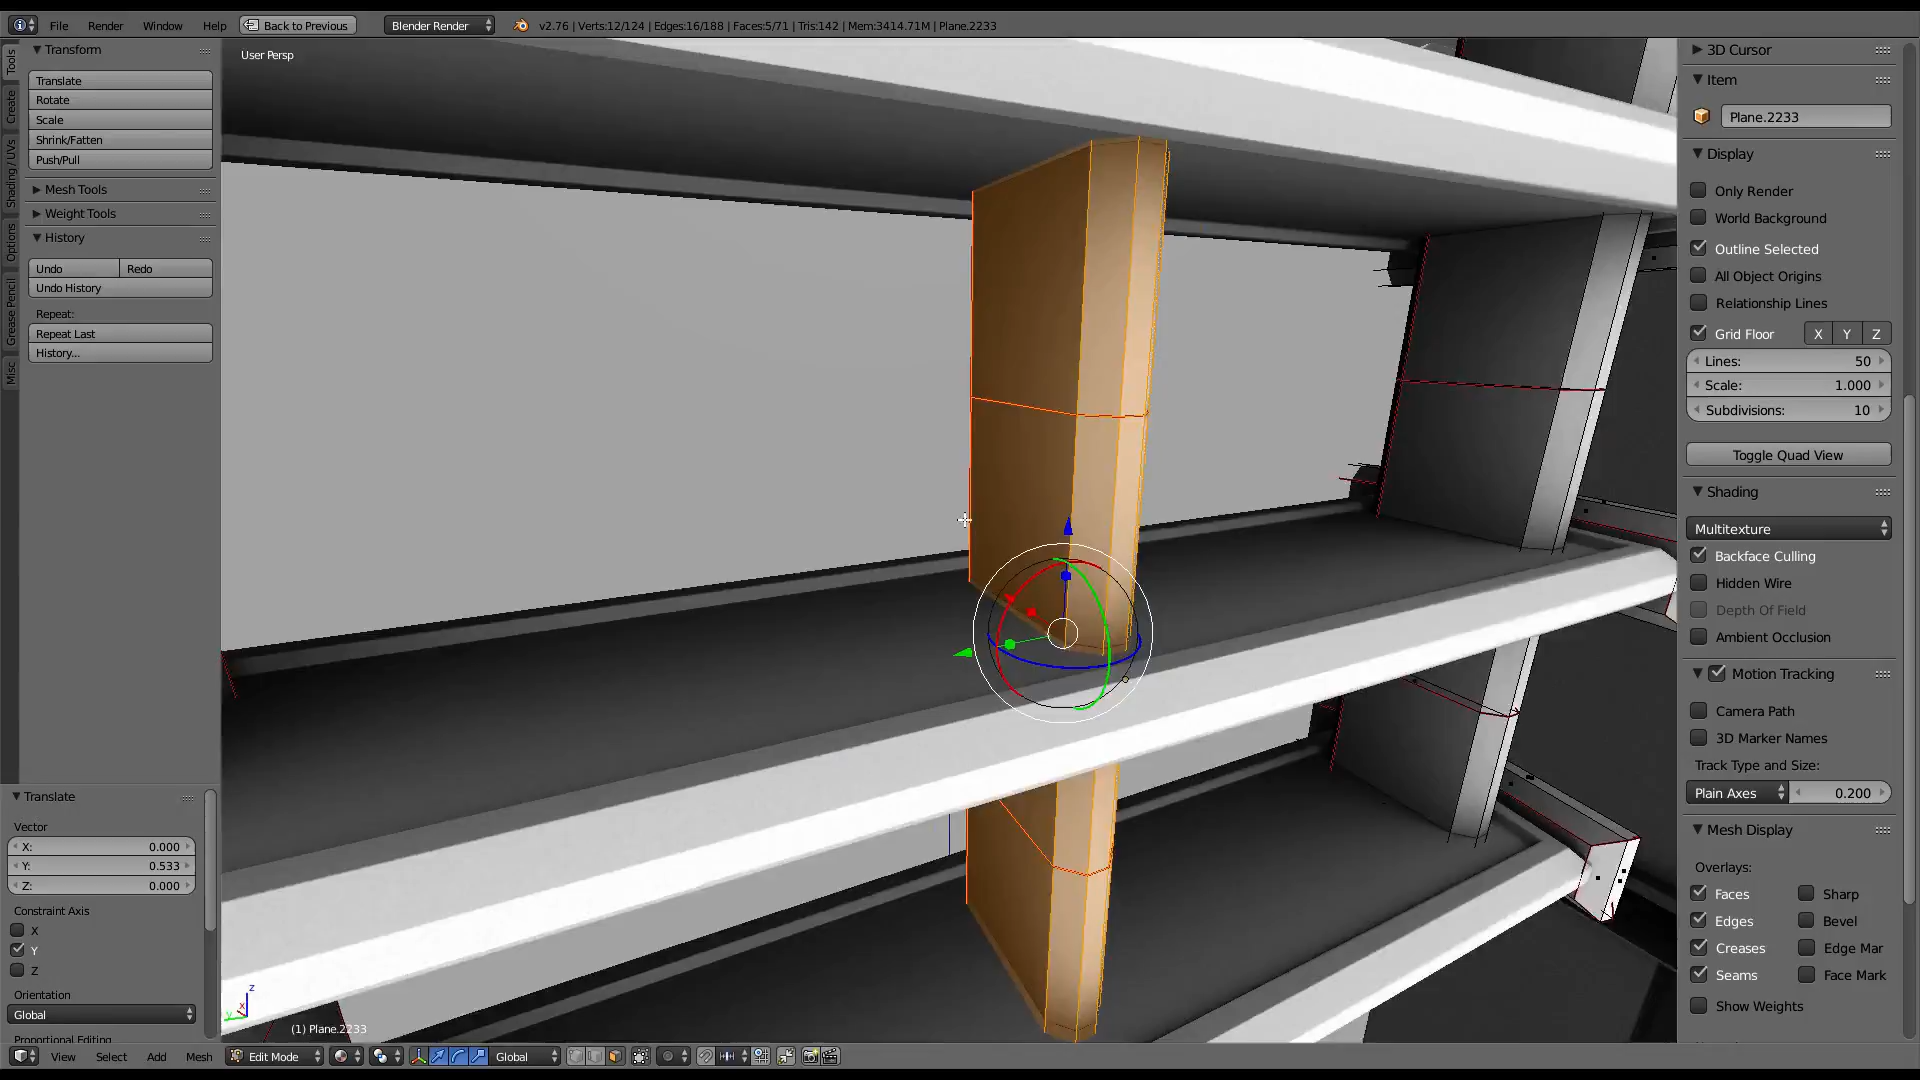 File Render Window Help Back to Previous Blender Render v2.76 | Verts:12/124 | Edges:16/188 | Faces:5/71 | Tris:142 | Mem:3414.71M | Plane.2233
Tools
Create
Shading / UVs
Options
Grease Pencil
Misc
Transform
Translate
Rotate
Scale
Shrink/Fatten
Push/Pull
Mesh Tools
Weight Tools
History
Undo Redo
Undo History
Repeat:
Repeat Last
History...
Translate
Vector
X: 0.000
Y: 0.533
Z: 0.000
Constraint Axis
X
Y
Z
Orientation
Global
Proportional Editing
User Persp
z
x
y
(1) Plane.2233
3D Cursor
Item
Plane.2233
Display
Only Render
World Background
Outline Selected
All Object Origins
Relationship Lines
Grid Floor X Y Z
Lines: 50
Scale: 1.000
Subdivisions: 10
Toggle Quad View
Shading
Multitexture
Backface Culling
Hidden Wire
Depth Of Field
Ambient Occlusion
Motion Tracking
Camera Path
3D Marker Names
Track Type and Size:
Plain Axes 0.200
Mesh Display
Overlays:
Faces Sharp
Edges Bevel
Creases Edge Mar
Seams Face Mark
Show Weights
View Select Add Mesh Edit Mode Global